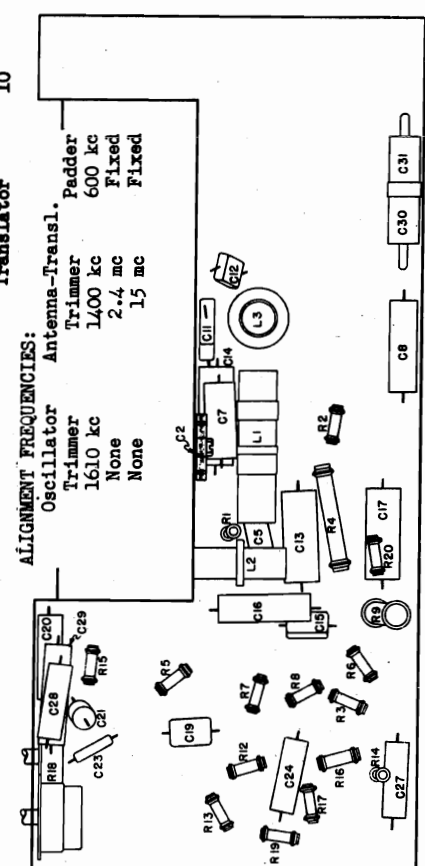 Translator 10
ALIGNMENT FREQUENCIES:
Oscillator Antenna-Transl.
Trimmer Trimmer Padder
1610 kc 1400 kc 600 kc
None 2.4 mc Fixed
None 15 mc Fixed
C31
C30
C12
C11
L3
C14
C8
C2
C7
L1
R2
R1
C5
R4
L2
C13
C17
R20
C16
C15
R9
C20
C29
R15
C28
C21
R5
R6
R7
R8
R3
R18
C23
C19
R12
C24
R16
R14
R13
R17
C27
R19